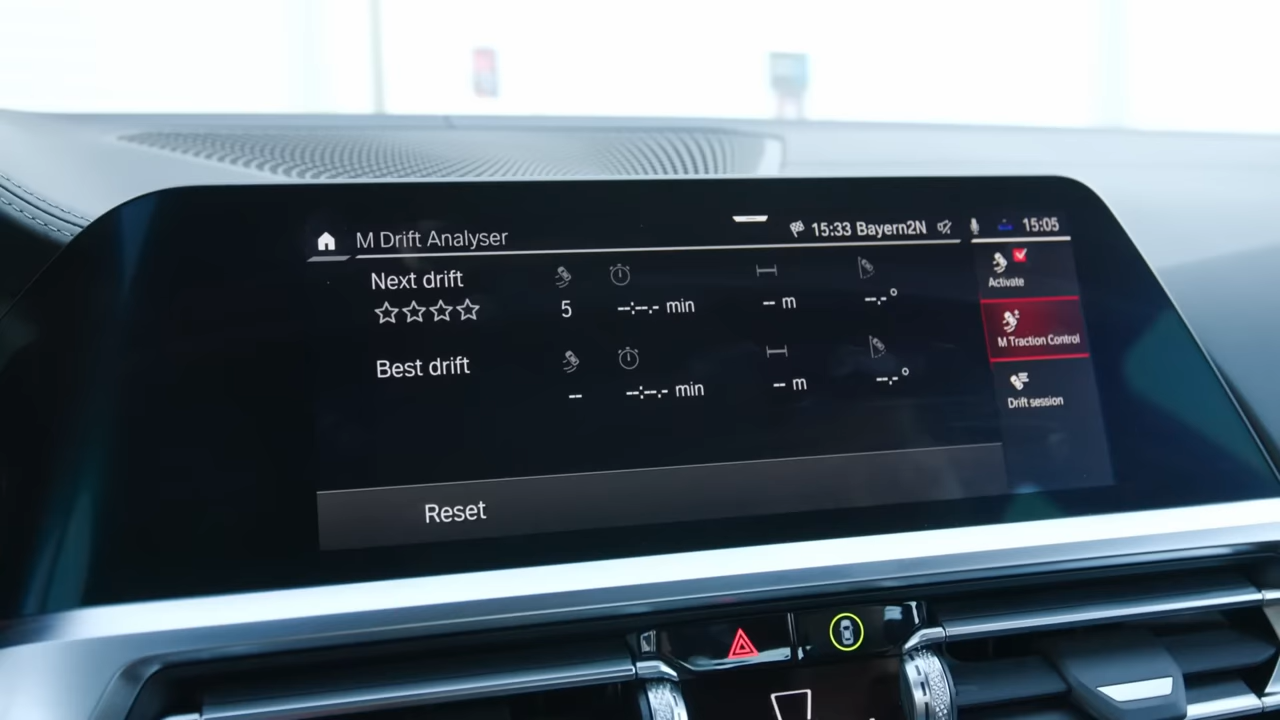 M Drift Analyser
15:33 Bayern2N
15:05
Next drift
5
--:--.- min
-- m
--.-°
Best drift
--
--:--.- min
-- m
--.-°
Activate
M Traction Control
Drift session
Reset